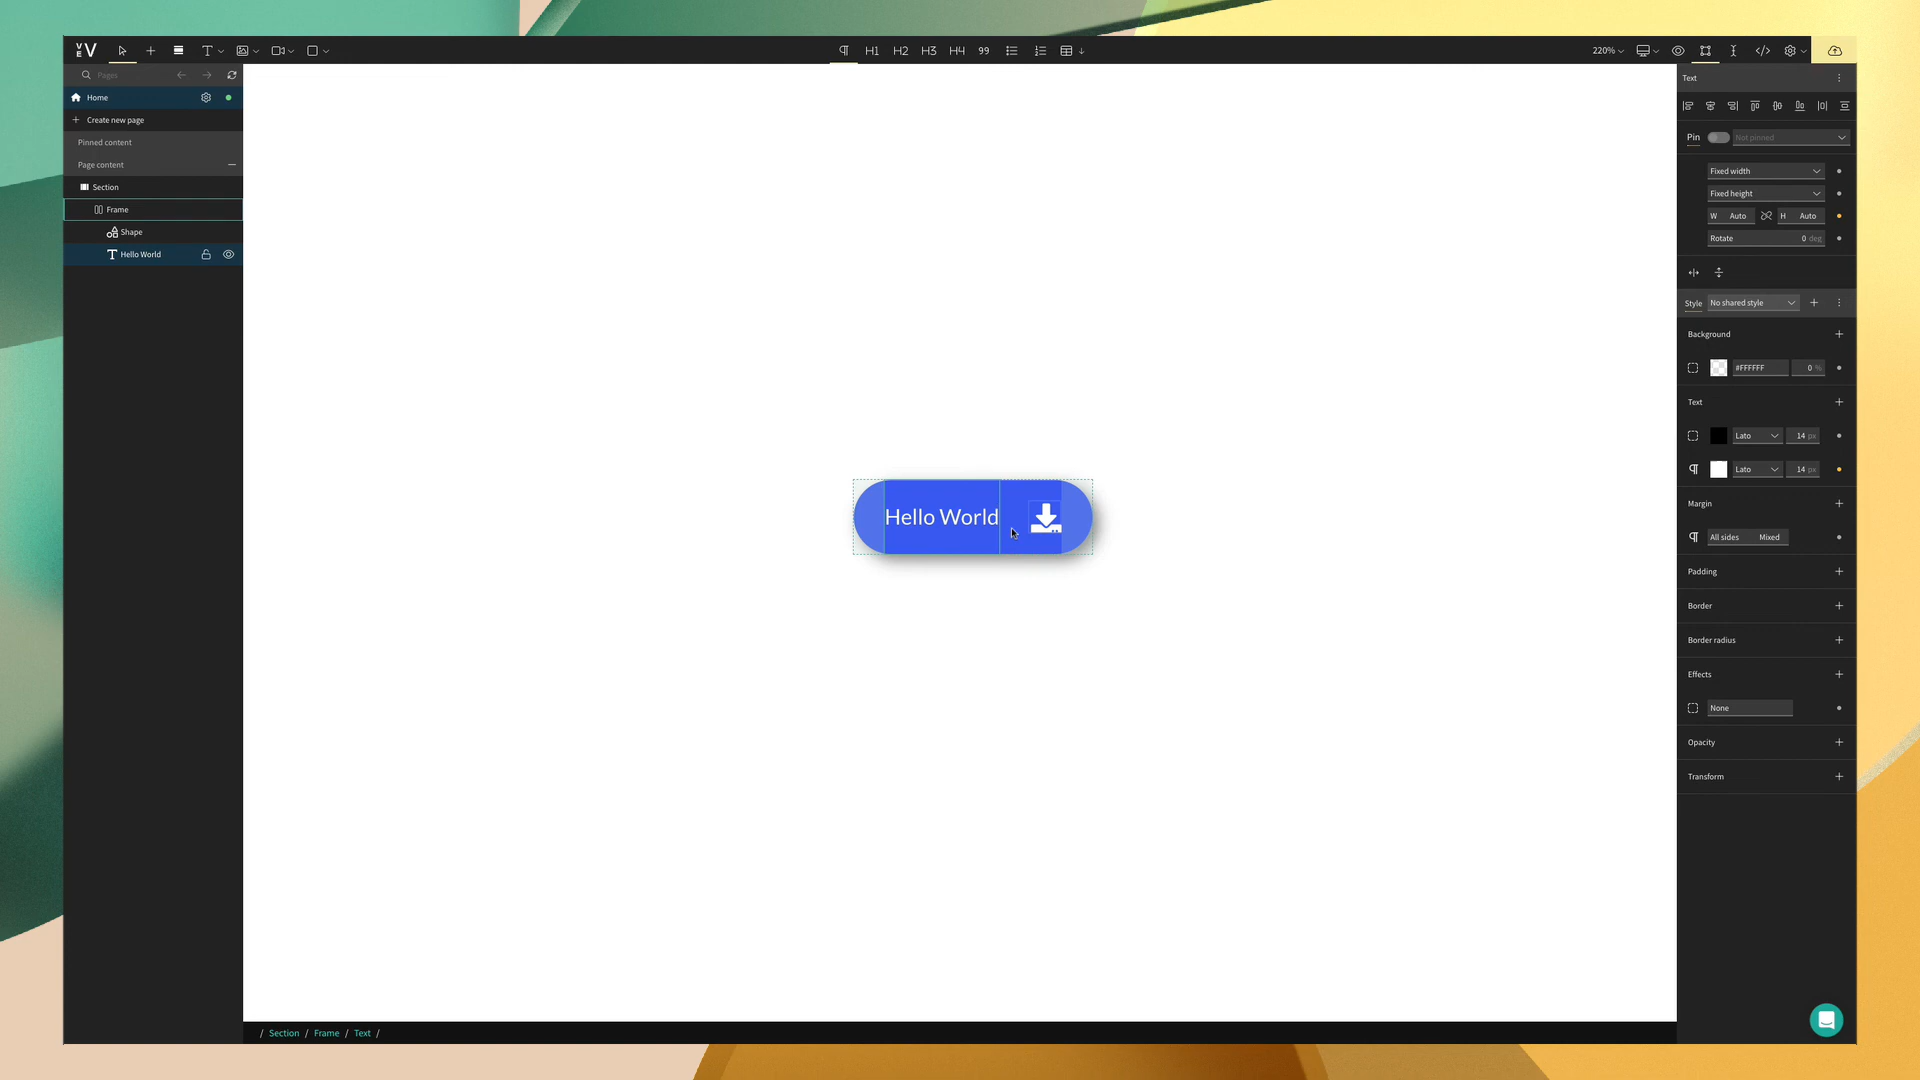 VEV
T
¶ H1 H2 H3 H4 99
220%
</>
Pages
Home
Create new page
Pinned content
Page content
Section
Frame
Shape
T Hello World
Hello World
/ Section / Frame / Text /
Text
Pin Not pinned
Fixed width
Fixed height
W Auto H Auto
Rotate 0 deg
Style No shared style
Background
#FFFFFF 0 %
Text
Lato 14 px
¶ Lato 14 px
Margin
¶ All sides Mixed
Padding
Border
Border radius
Effects
None
Opacity
Transform